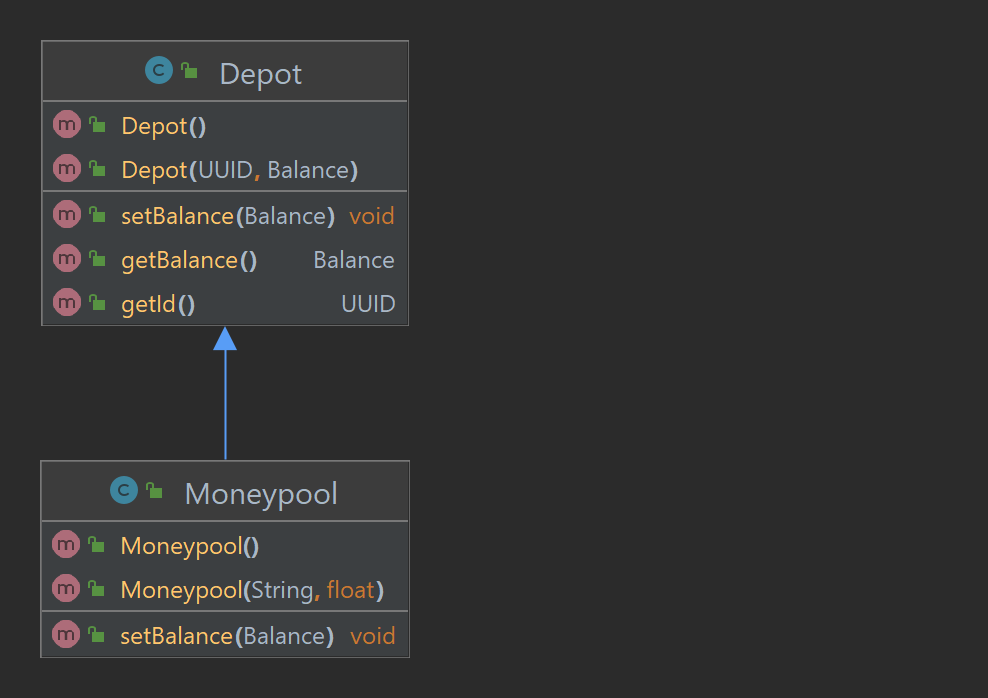 C Depot
m Depot()
m Depot(UUID, Balance)
m setBalance(Balance) void
m getBalance() Balance
m getId() UUID
C Moneypool
m Moneypool()
m Moneypool(String, float)
m setBalance(Balance) void